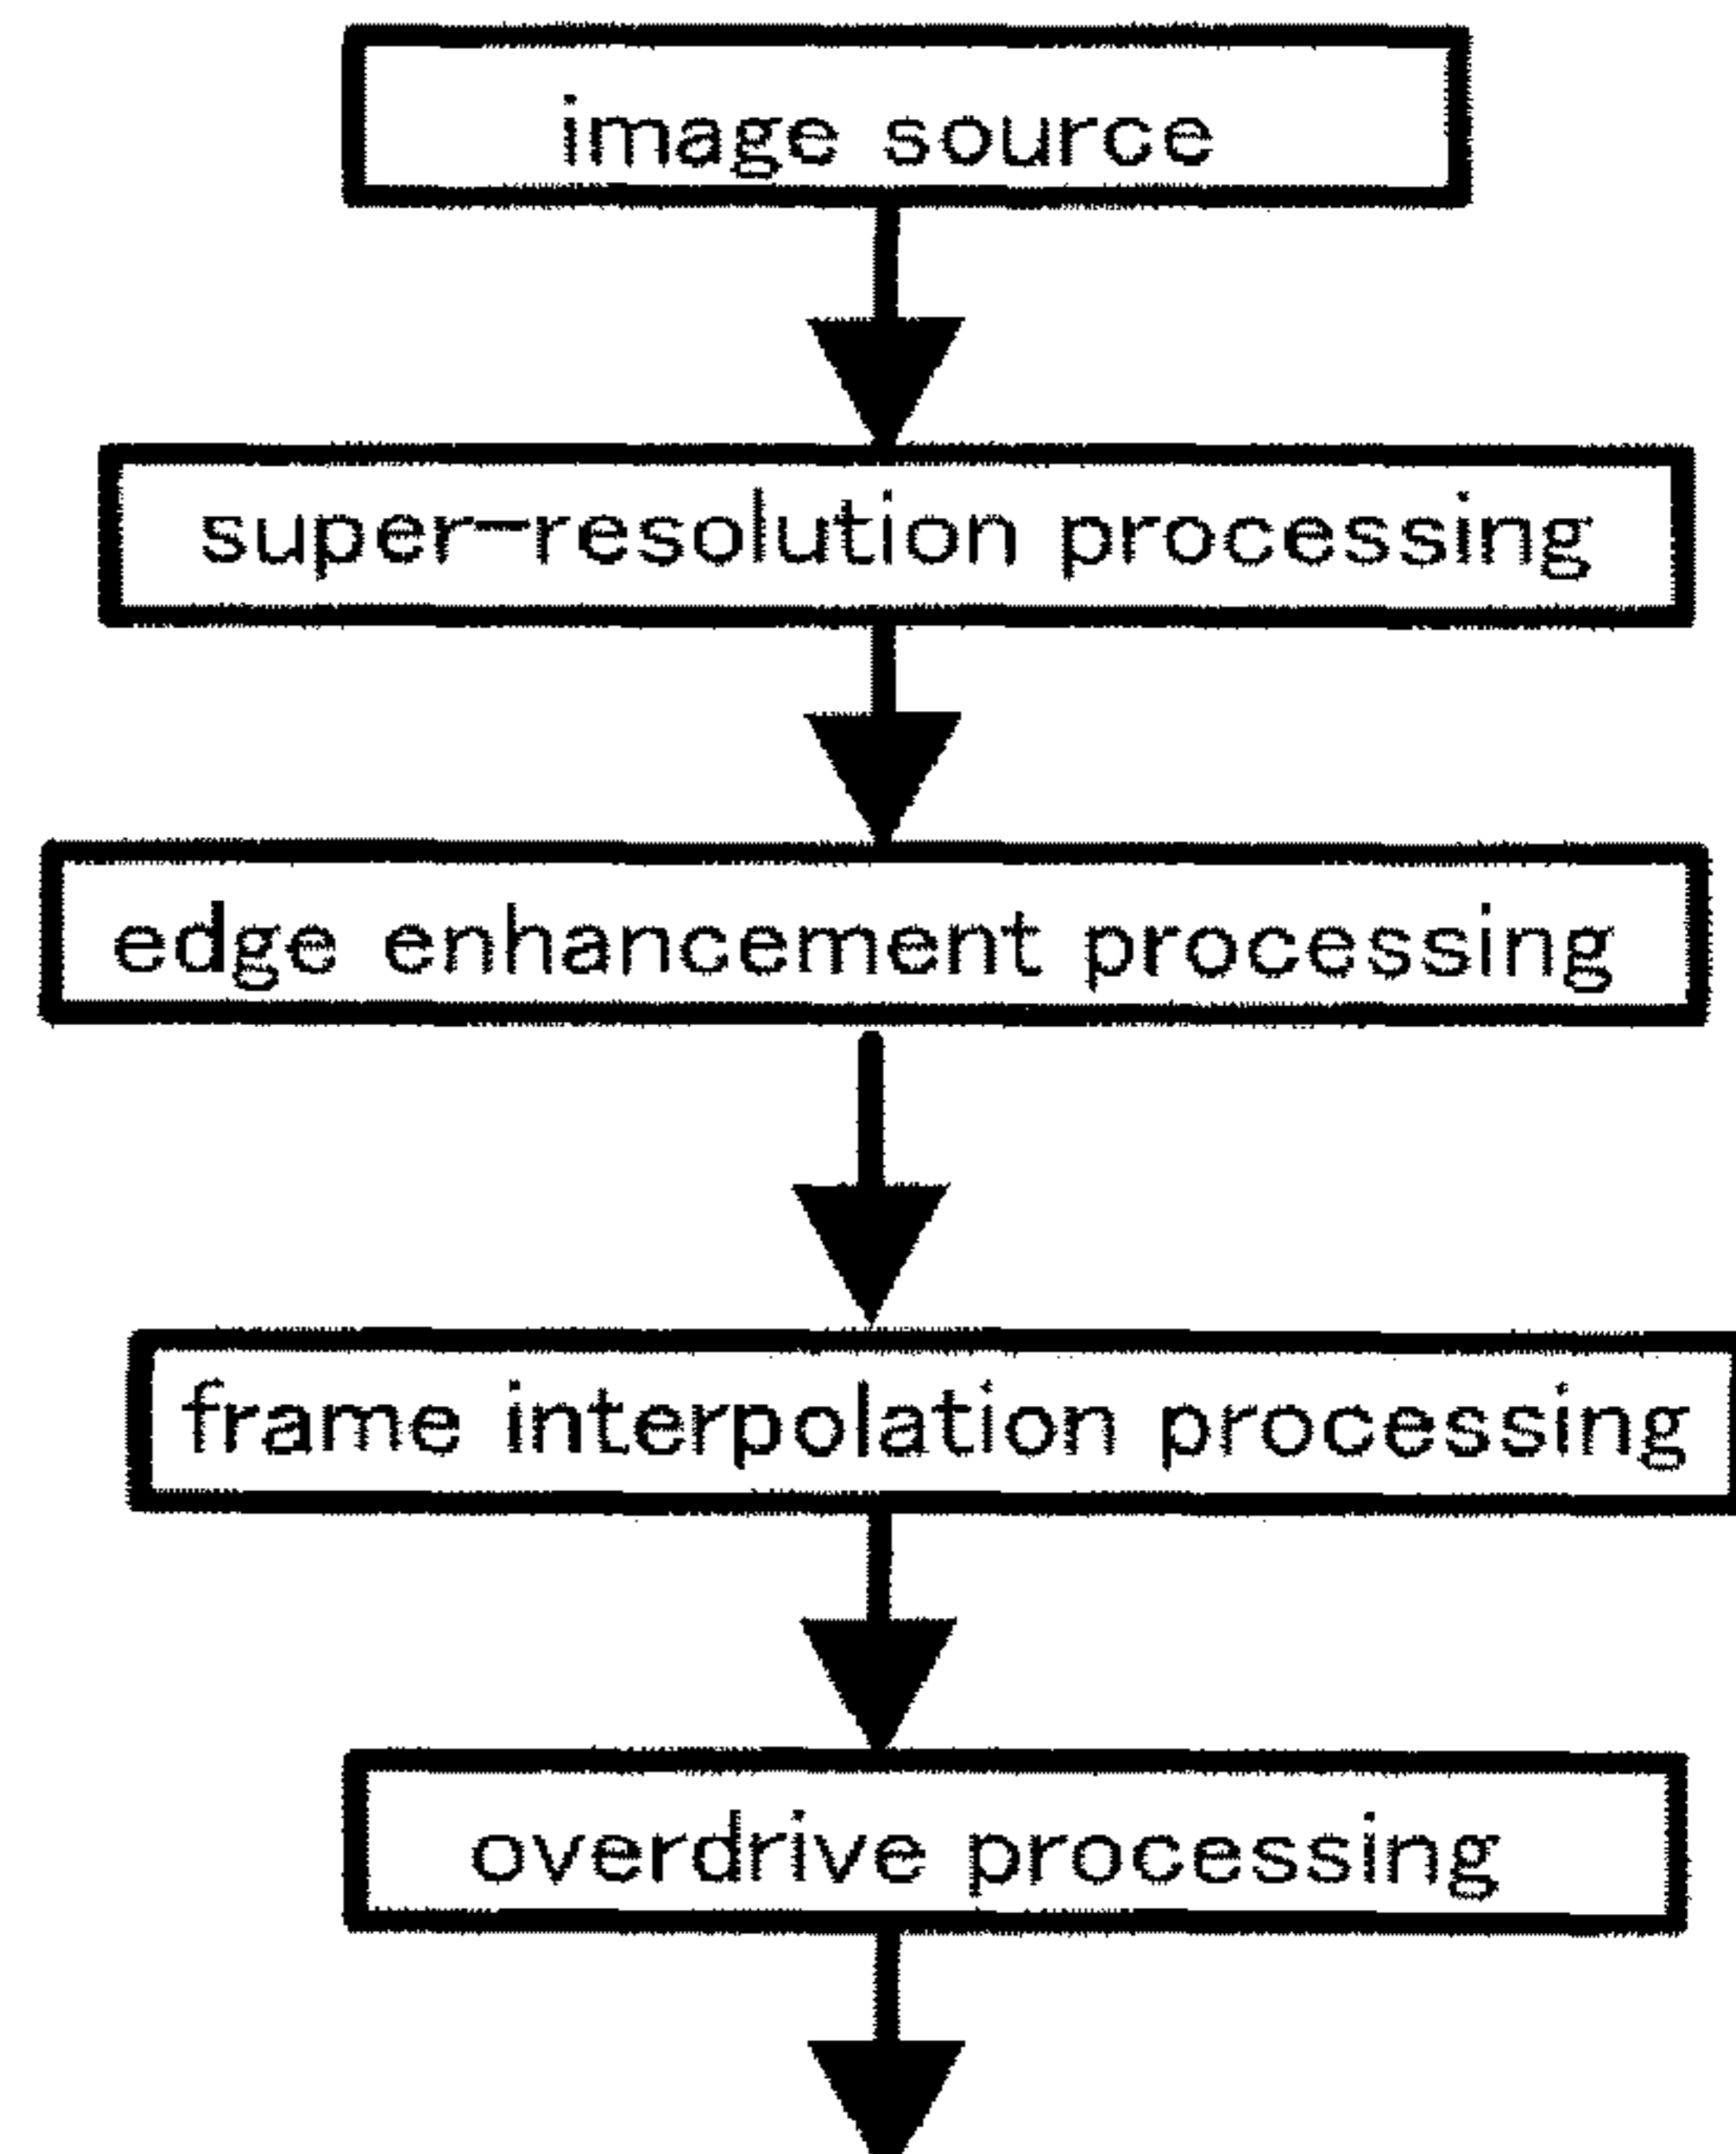 image source
super-resolution processing
edge enhancement processing
frame interpolation processing
overdrive processing